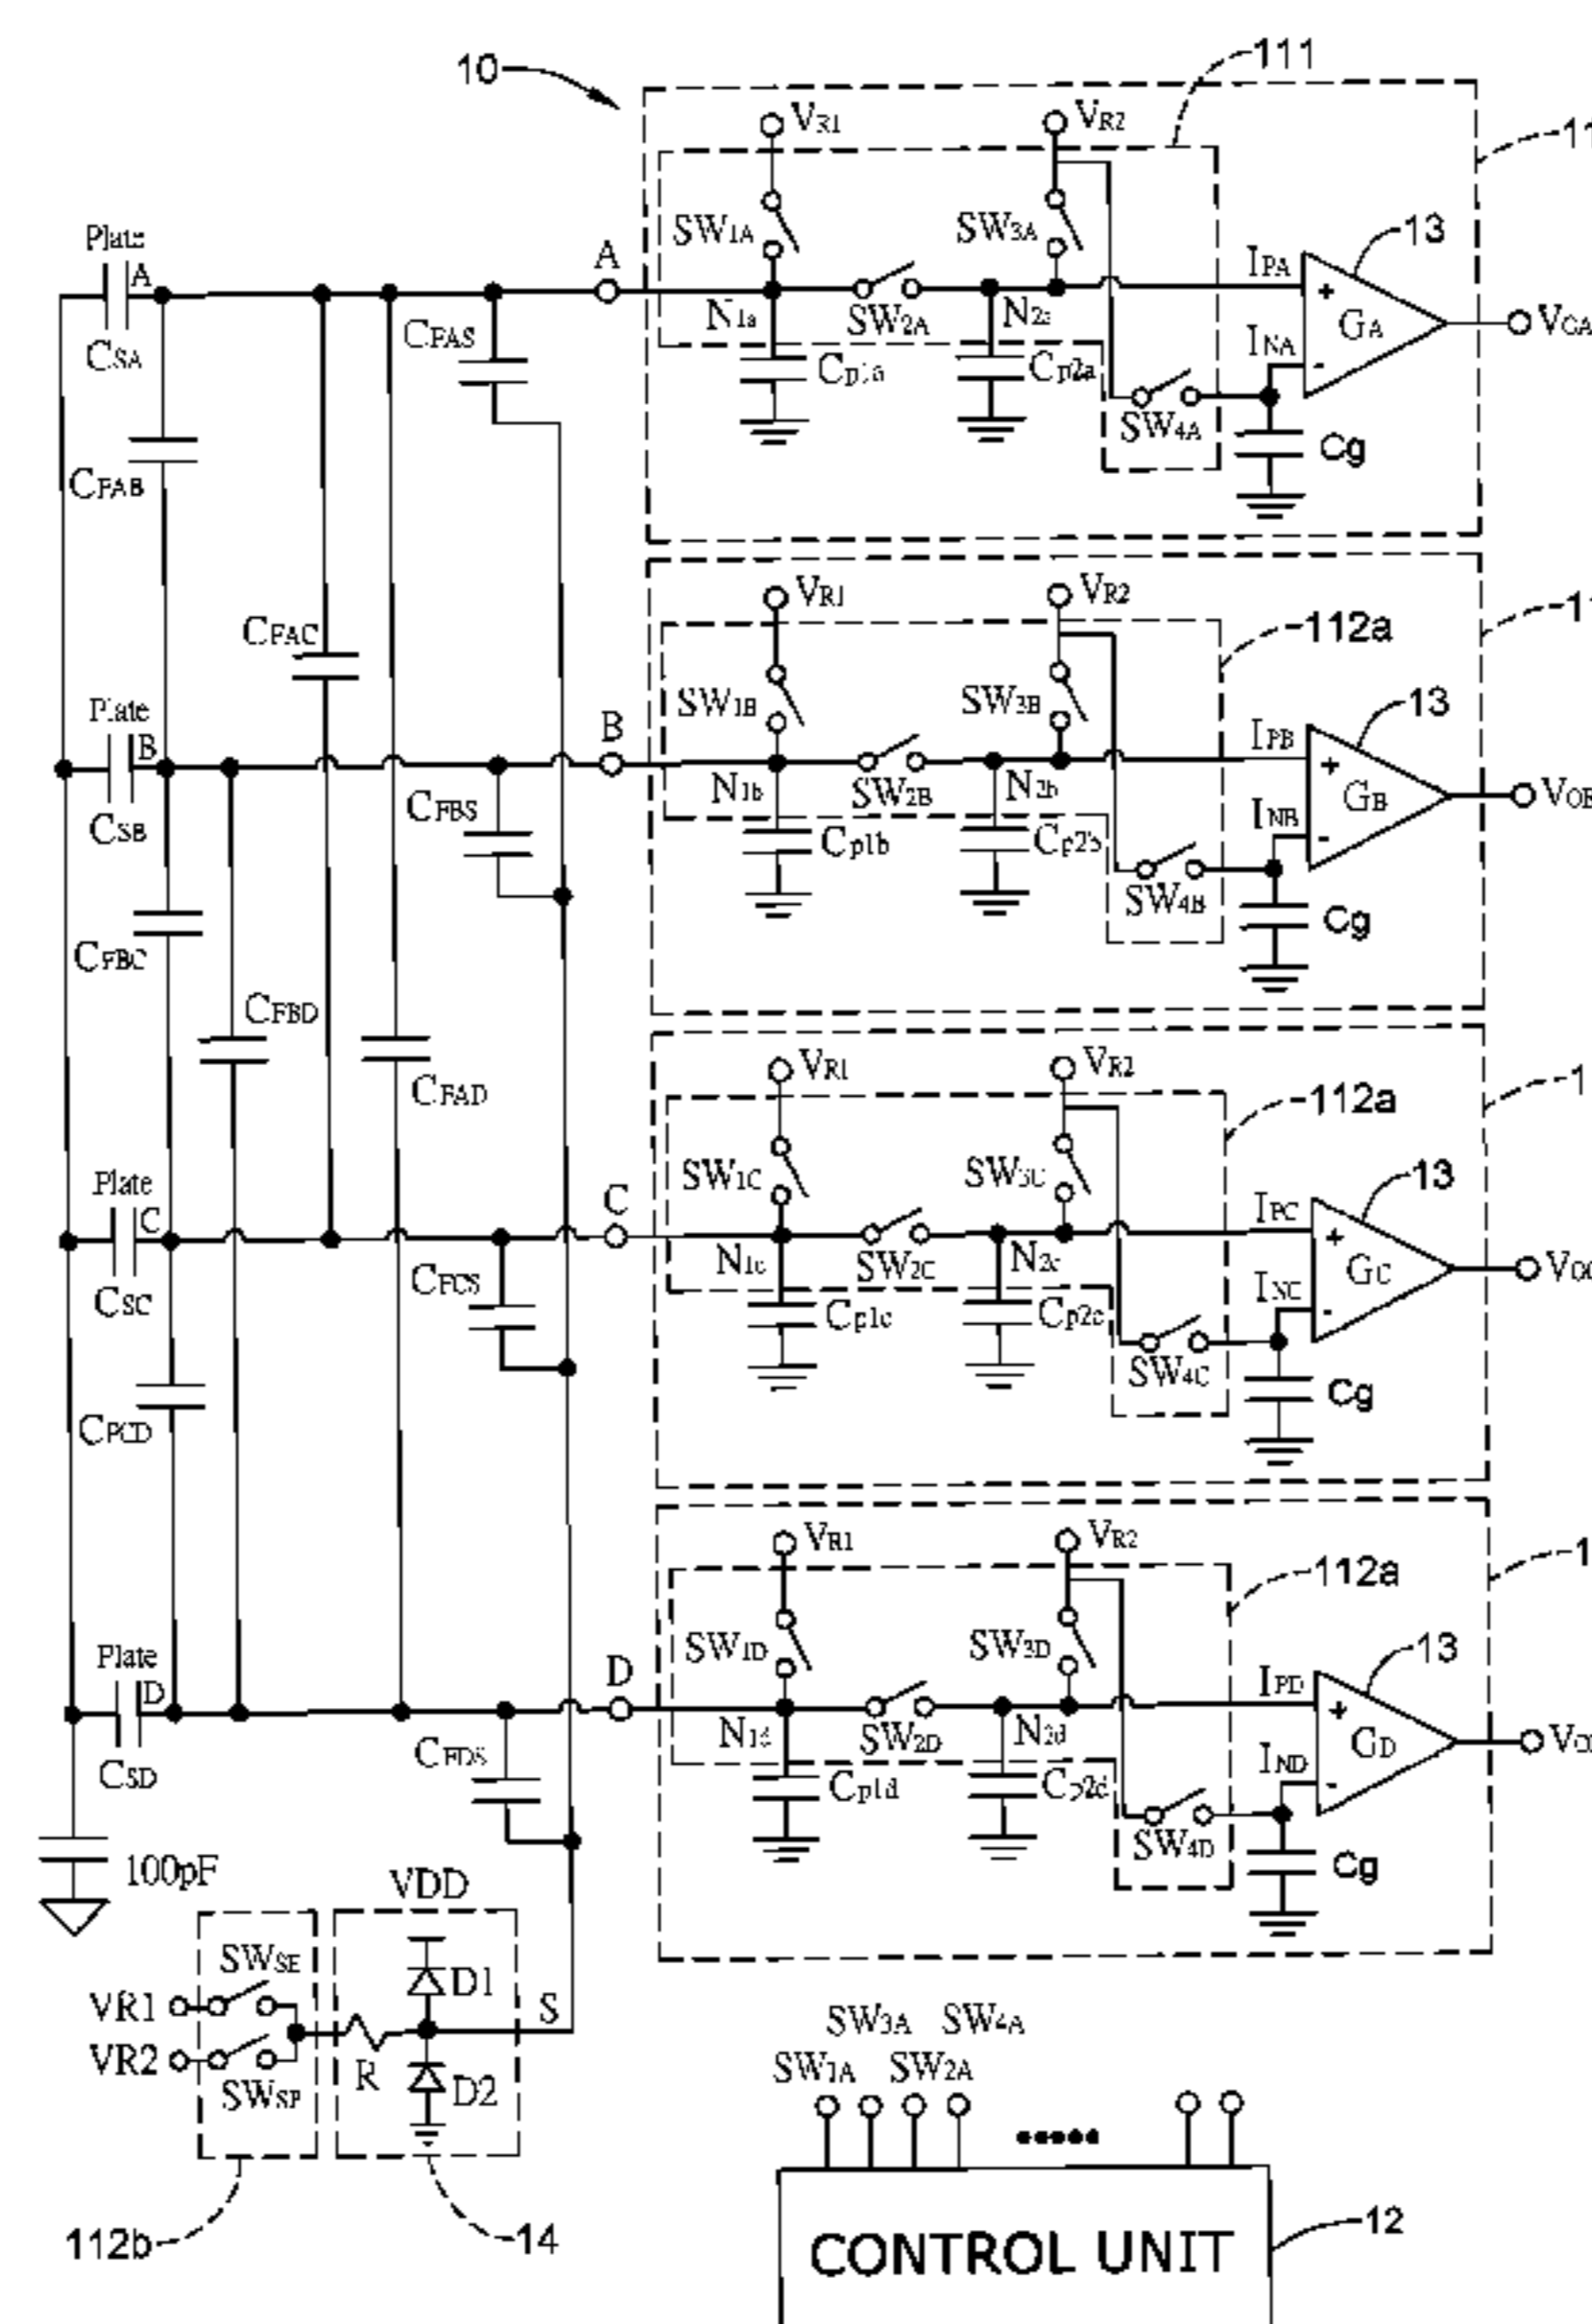 10
111
VR1
VR2
11
Plate
A
CSA
CFAS
A
SW1A
SW3A
N1a
SW2A
Cp1a
Cp2a
SW4A
IPA
INA
13
GA
VOA
Cg
CFAB
CFAC
VR1
VR2
112a
Plate
B
CSB
CFBS
B
SW1B
SW3B
N1b
SW2B
N2b
Cp1b
Cp2b
SW4B
IPB
INB
13
GB
Cg
CFBC
CFBD
CFAD
VR1
VR2
112a
Plate
C
CSC
CFCS
C
SW1C
SW3C
N1c
SW2C
N2c
Cp1c
Cp2c
SW4C
IPC
INC
13
GC
Cg
CFCD
VR1
VR2
112a
Plate
D
CSD
CFDS
D
SW1D
SW3D
N1d
SW2D
N2d
Cp1d
Cp2d
SW4D
IPD
IND
13
GD
Cg
100pF
VDD
SWSE
VR1
VR2
SWSP
R
D1
D2
S
112b
14
SW3A SW4A
SW1A SW2A
CONTROL UNIT
12